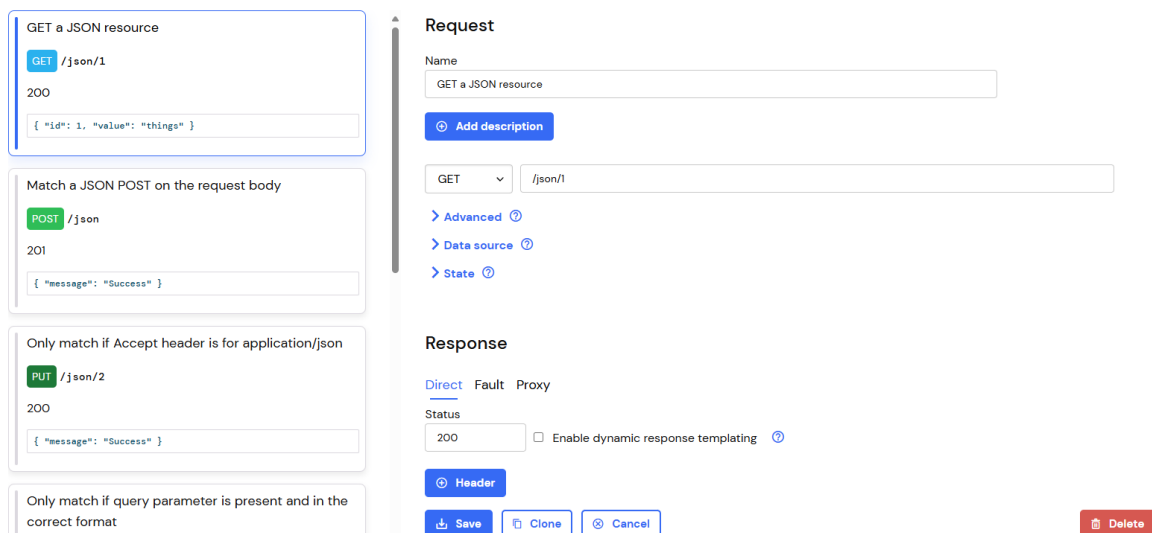 GET a JSON resource
GET /json/1
200
{ "id": 1, "value": "things" }
Match a JSON POST on the request body
POST /json
201
{ "message": "Success" }
Only match if Accept header is for application/json
PUT /json/2
200
{ "message": "Success" }
Only match if query parameter is present and in the
correct format
Request
Name
GET a JSON resource
Add description
GET /json/1
Advanced
Data source
State
Response
Direct Fault Proxy
Status
200 Enable dynamic response templating
Header
Save Clone Cancel Delete